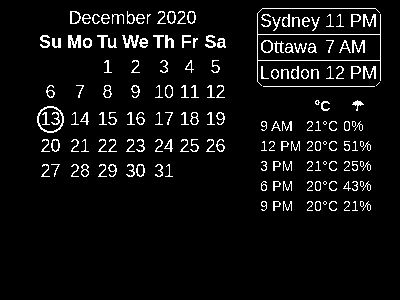 December 2020
Su Mo Tu We Th Fr Sa
1 2 3 4 5
6 7 8 9 10 11 12
13 14 15 16 17 18 19
20 21 22 23 24 25 26
27 28 29 30 31
Sydney 11 PM
Ottawa 7 AM
London 12 PM
°C ☂
9 AM 21°C 0%
12 PM 20°C 51%
3 PM 21°C 25%
6 PM 20°C 43%
9 PM 20°C 21%